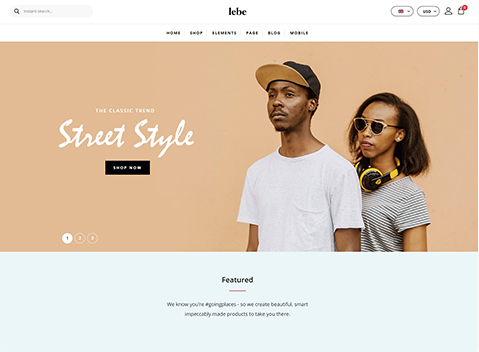 Instant search...
lebe
USD
0
HOME SHOP ELEMENTS PAGE BLOG MOBILE
THE CLASSIC TREND
Street Style
SHOP NOW
1 2 3
Featured
We know you're #goingplaces - so we create beautiful, smart
impeccably made products to take you there.